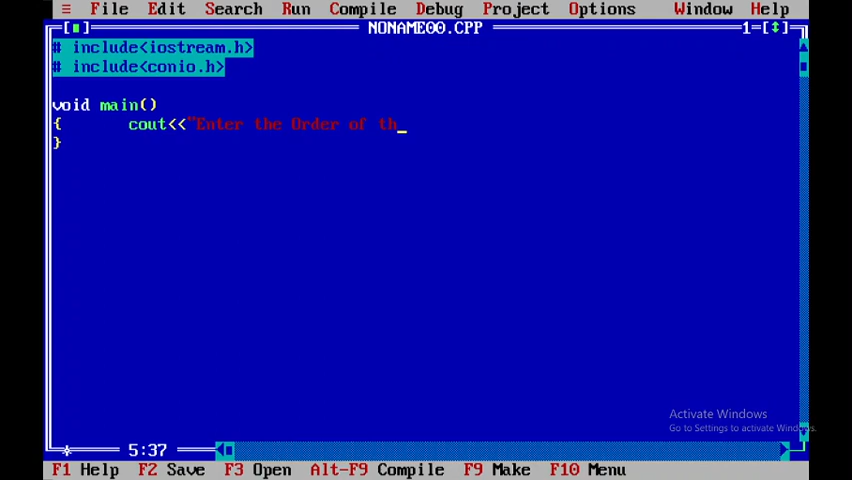 ≡ File Edit Search Run Compile Debug Project Options Window Help
[■] NONAME00.CPP 1=[↕]
# include<iostream.h>
# include<conio.h>
void main()
{ cout<<"Enter the Order of th_
}
Activate Windows
Go to Settings to activate Windows.
* 5:37
F1 Help F2 Save F3 Open Alt-F9 Compile F9 Make F10 Menu